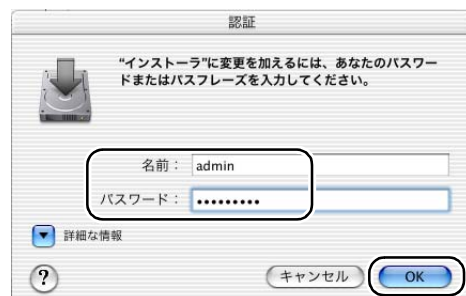 認証
“インストーラ”に変更を加えるには、あなたのパスワー
ドまたはパスフレーズを入力してください。
名前： admin
パスワード： •••••••••
詳細な情報
?
キャンセル OK